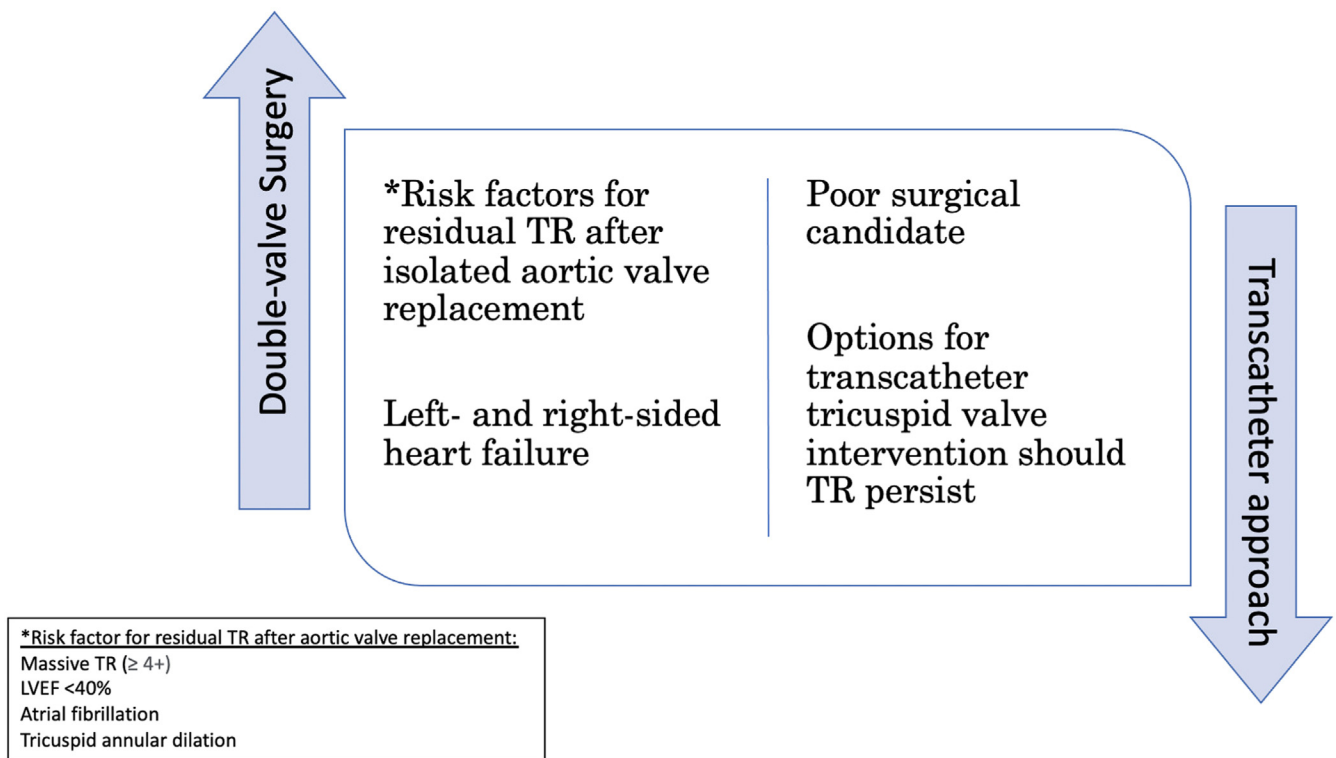 Double-valve Surgery
*Risk factors for
residual TR after
isolated aortic valve
replacement
Left- and right-sided
heart failure
Poor surgical
candidate
Options for
transcatheter
tricuspid valve
intervention should
TR persist
Transcatheter approach
*Risk factor for residual TR after aortic valve replacement:
Massive TR (≥ 4+)
LVEF <40%
Atrial fibrillation
Tricuspid annular dilation